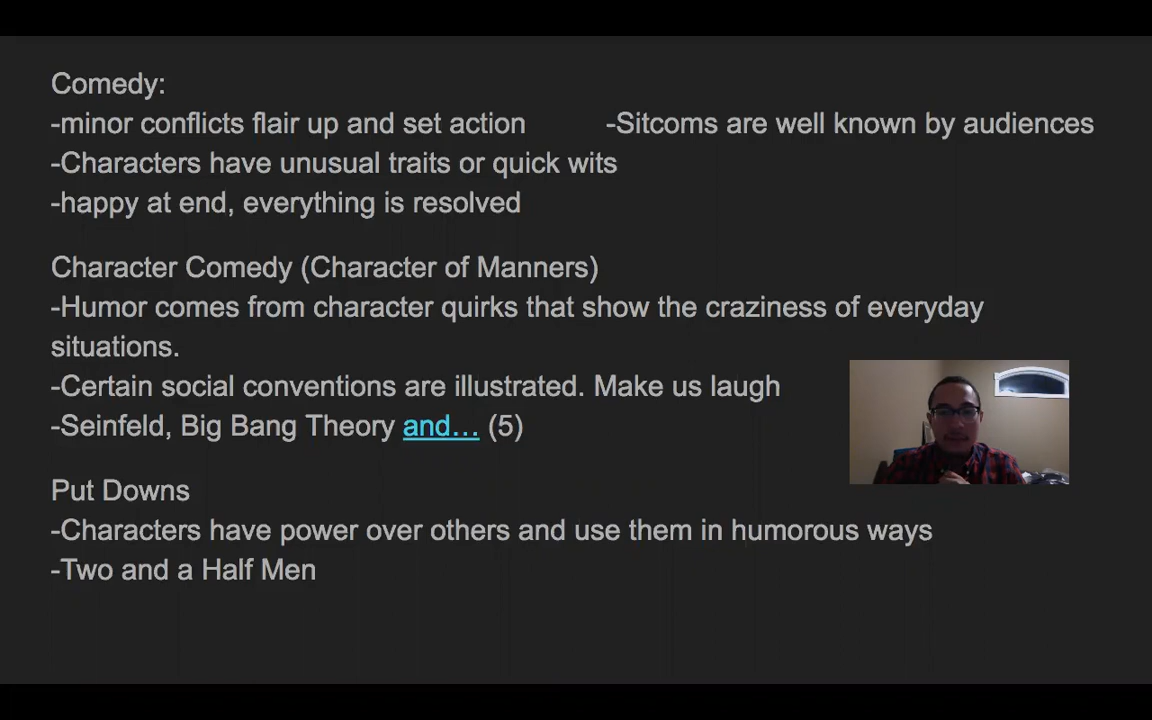 Comedy:
-minor conflicts flair up and set action -Sitcoms are well known by audiences
-Characters have unusual traits or quick wits
-happy at end, everything is resolved
Character Comedy (Character of Manners)
-Humor comes from character quirks that show the craziness of everyday
situations.
-Certain social conventions are illustrated. Make us laugh
-Seinfeld, Big Bang Theory and… (5)
Put Downs
-Characters have power over others and use them in humorous ways
-Two and a Half Men